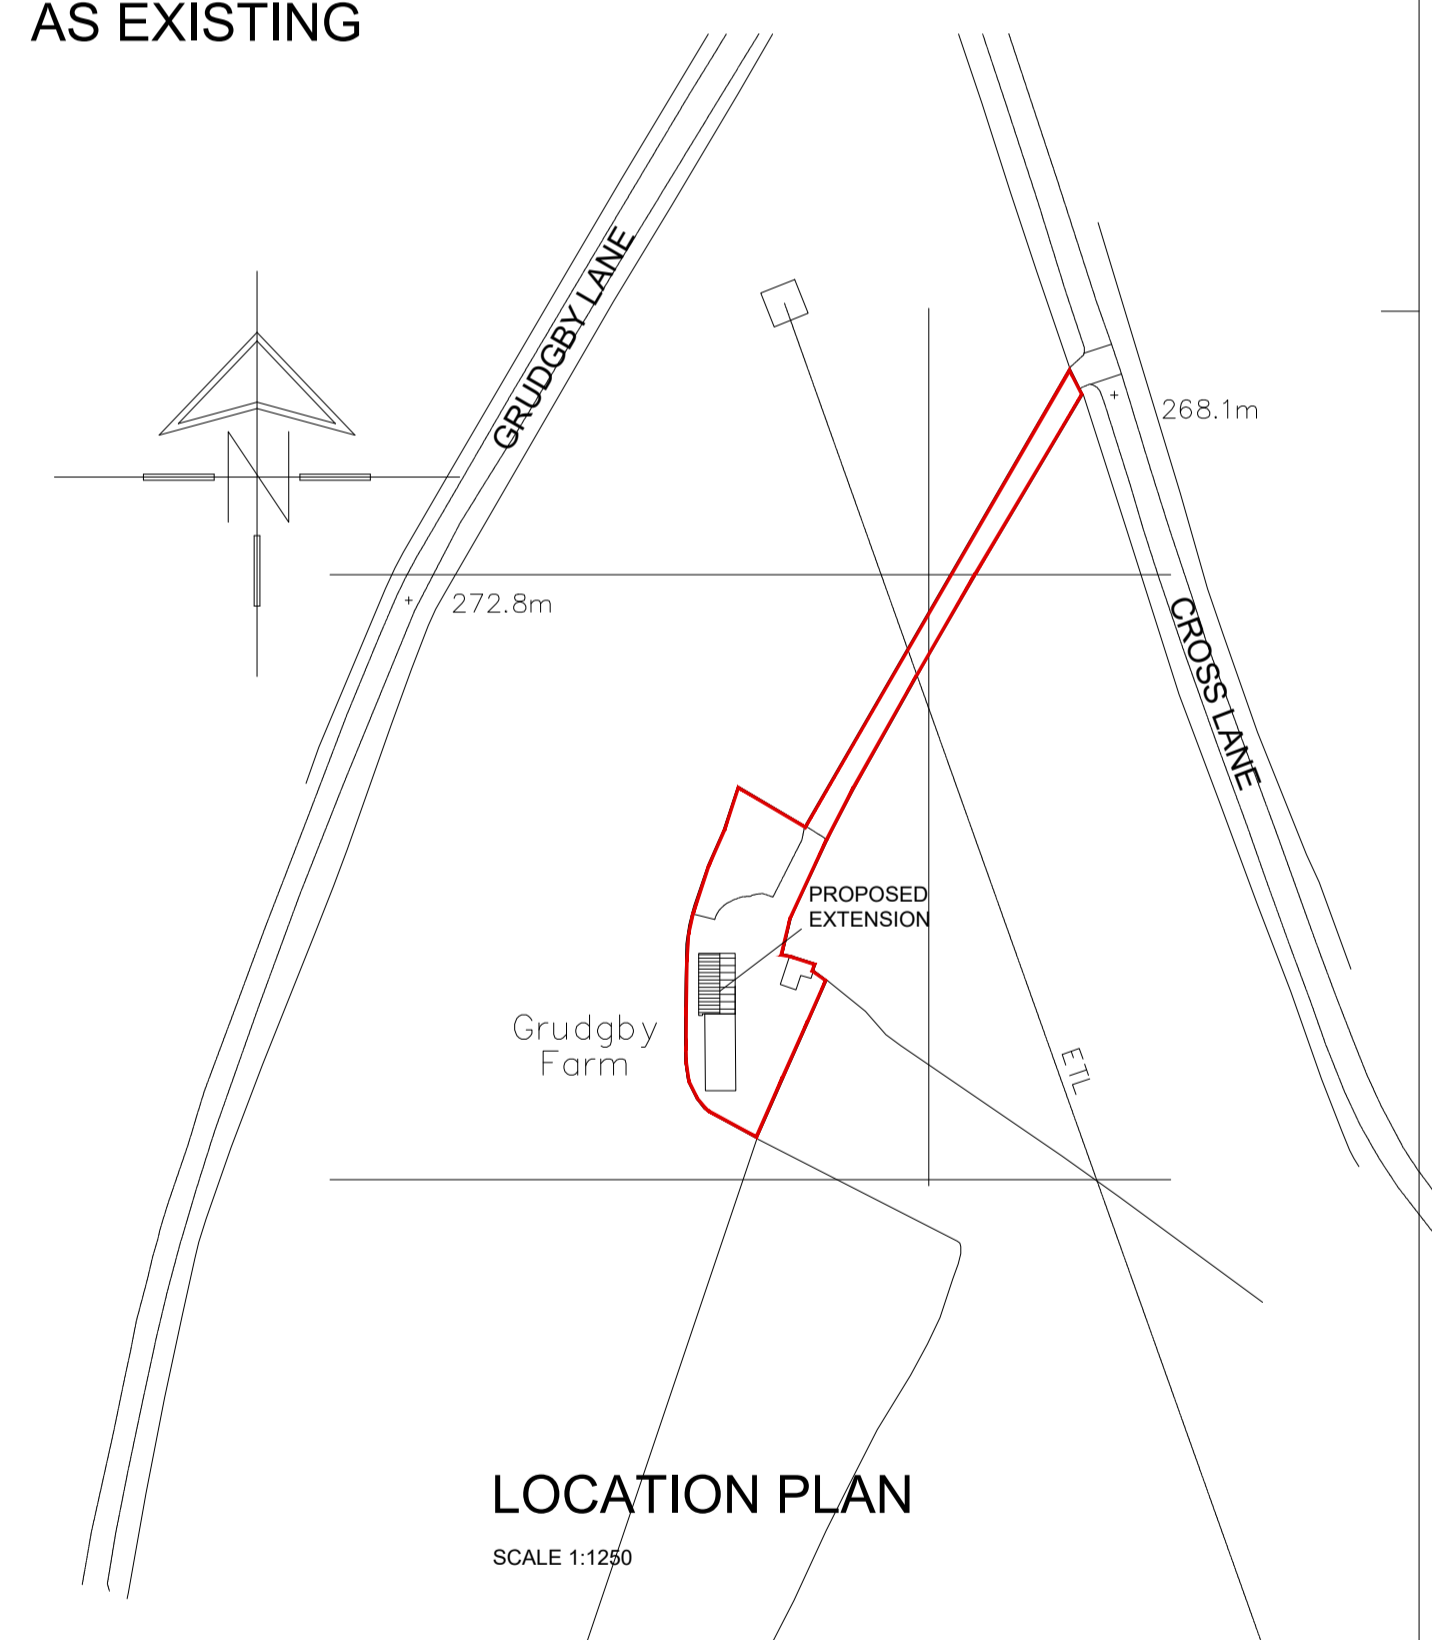 AS EXISTING
GRUDGBY LANE
268.1m
N
272.8m
CROSS LANE
PROPOSED
EXTENSION
Grudgby
Farm
ETL
LOCATION PLAN
SCALE 1:1250